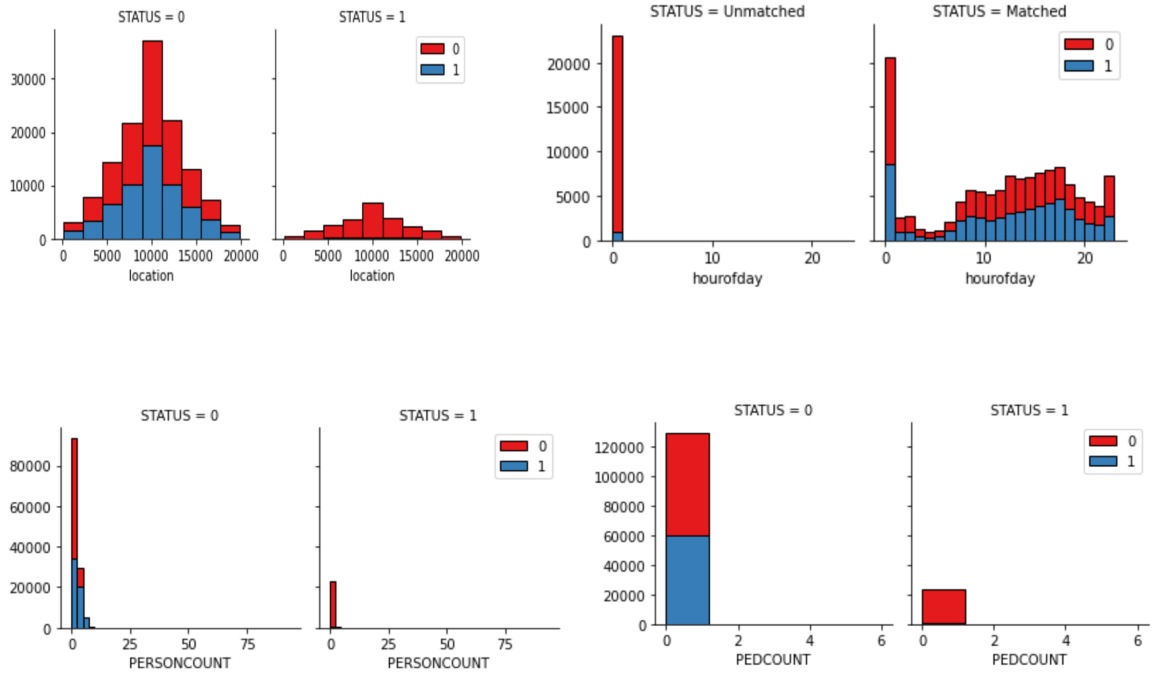 STATUS = 0
STATUS = 1
0
1
30000
20000
10000
0
0 5000 10000 15000 20000
0 5000 10000 15000 20000
location
location
STATUS = Unmatched
STATUS = Matched
0
1
20000
15000
10000
5000
0
0 10 20
0 10 20
hourofday
hourofday
STATUS = 0
STATUS = 1
0
1
80000
60000
40000
20000
0
0 25 50 75
0 25 50 75
PERSONCOUNT
PERSONCOUNT
STATUS = 0
STATUS = 1
0
1
120000
100000
80000
60000
40000
20000
0
0 2 4 6
0 2 4 6
PEDCOUNT
PEDCOUNT